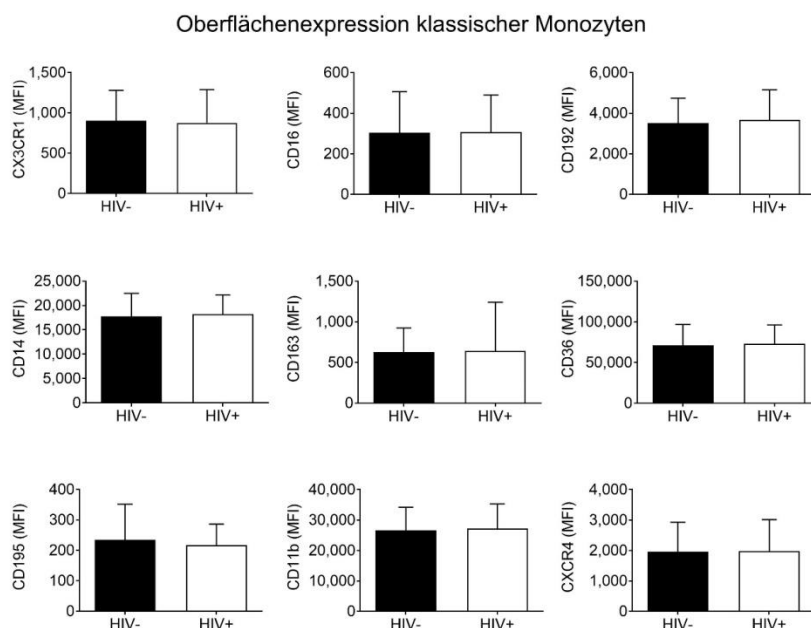 Oberflächenexpression klassischer Monozyten
CX3CR1 (MFI)
1,500
1,000
500
0
HIV-
HIV+
CD16 (MFI)
600
400
200
0
HIV-
HIV+
CD192 (MFI)
6,000
4,000
2,000
0
HIV-
HIV+
CD14 (MFI)
25,000
20,000
15,000
10,000
5,000
0
HIV-
HIV+
CD163 (MFI)
1,500
1,000
500
0
HIV-
HIV+
CD36 (MFI)
150,000
100,000
50,000
0
HIV-
HIV+
CD195 (MFI)
400
300
200
100
0
HIV-
HIV+
CD11b (MFI)
40,000
30,000
20,000
10,000
0
HIV-
HIV+
CXCR4 (MFI)
4,000
3,000
2,000
1,000
0
HIV-
HIV+